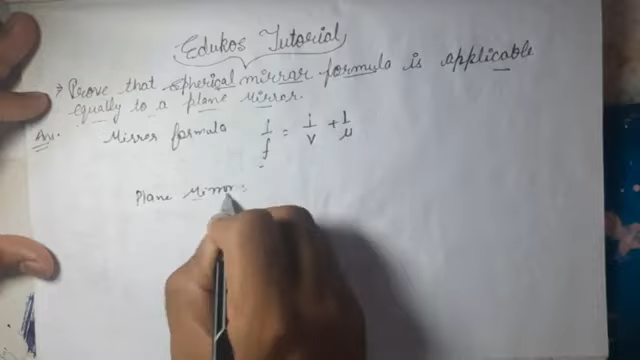 Edukos Tutorial
→ Prove that spherical mirror formula is applicable
equally to a plane Mirror.
Ans. Mirror formula 1/f = 1/v + 1/u
Plane Mirror: